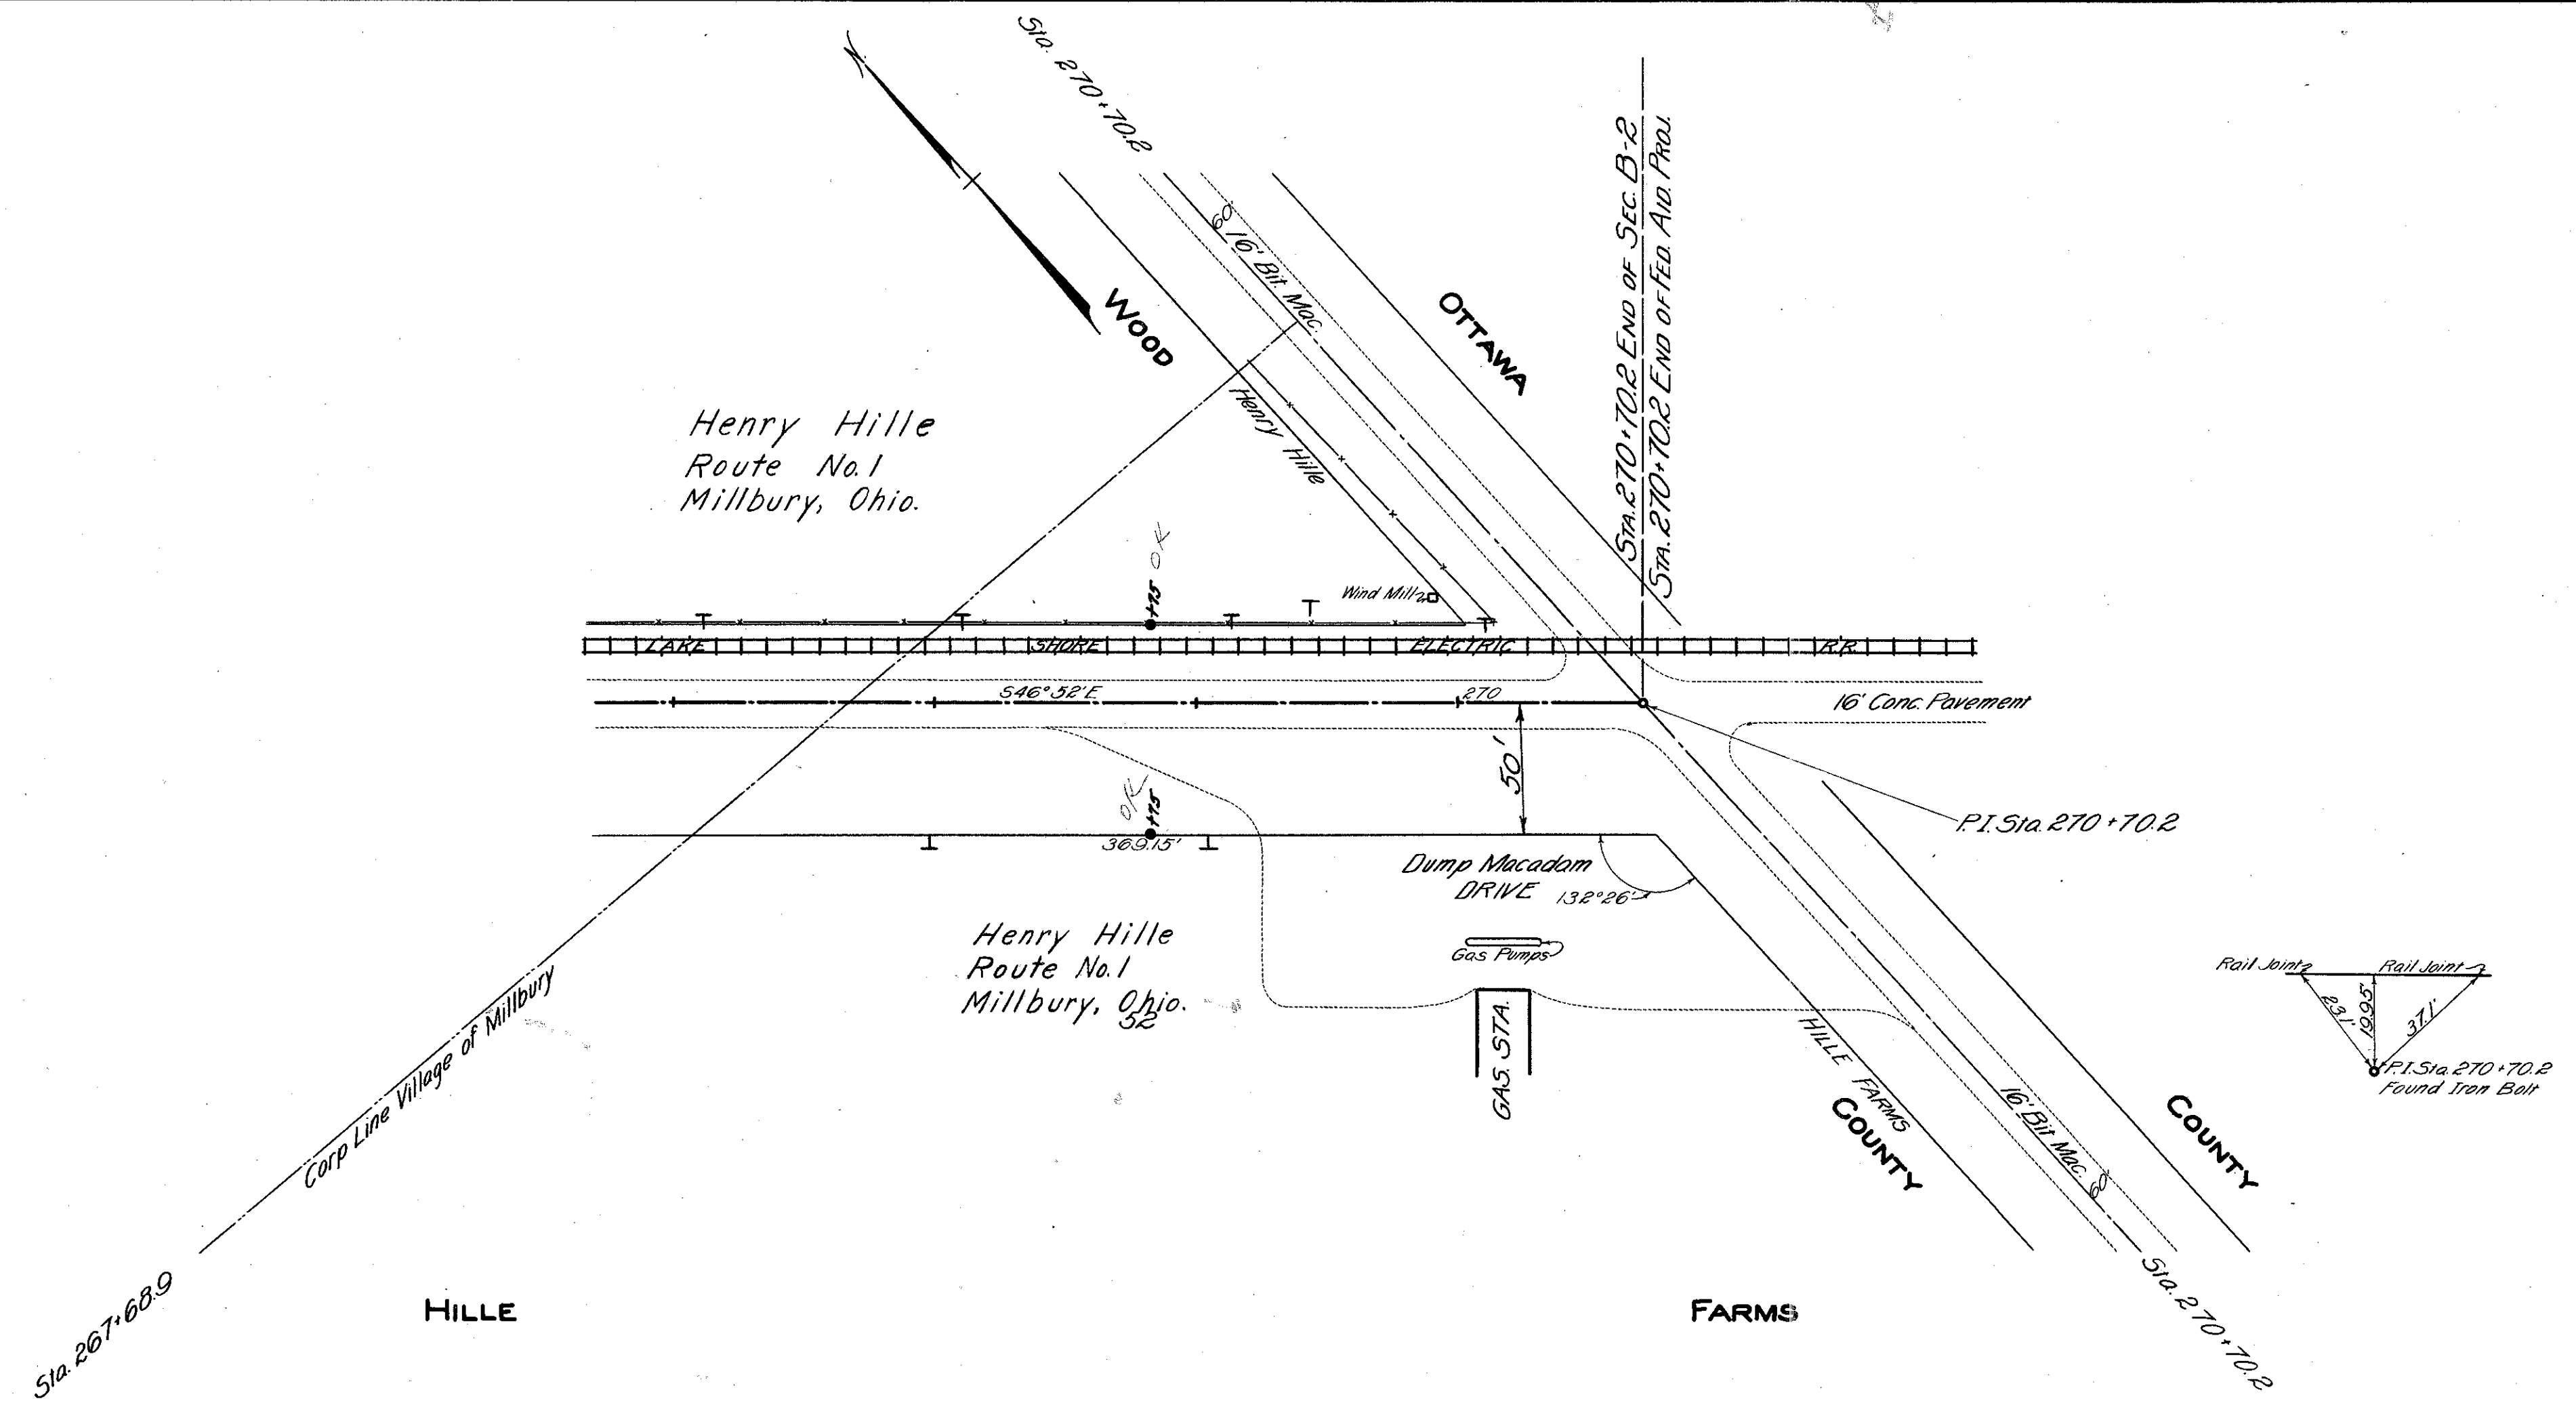 Sta. 270+70.2
STA. 270+70.2 END OF SEC. B-2
STA. 270+70.2 END OF FED. AID. PROJ.
60'
16' Bit. Mac.
WOOD
OTTAWA
Henry Hille
Route No. 1
Millbury, Ohio.
Henry Hille
OK
+75
Wind Mill
LAKE SHORE ELECTRIC R.R.
S46°52'E
270
16' Conc. Pavement
50'
P.I. Sta. 270+70.2
OK
+75
369.15'
Dump Macadam
DRIVE
132°26'
Henry Hille
Route No. 1
Millbury, Ohio.
52
Gas Pumps
GAS. STA.
Corp Line Village of Millbury
HILLE FARMS
COUNTY
16' Bit Mac.
60'
COUNTY
Rail Joint
Rail Joint
23.1'
19.95'
37.1'
P.I. Sta. 270+70.2
Found Iron Bolt
Sta. 267+68.9
HILLE FARMS
Sta. 270+70.2